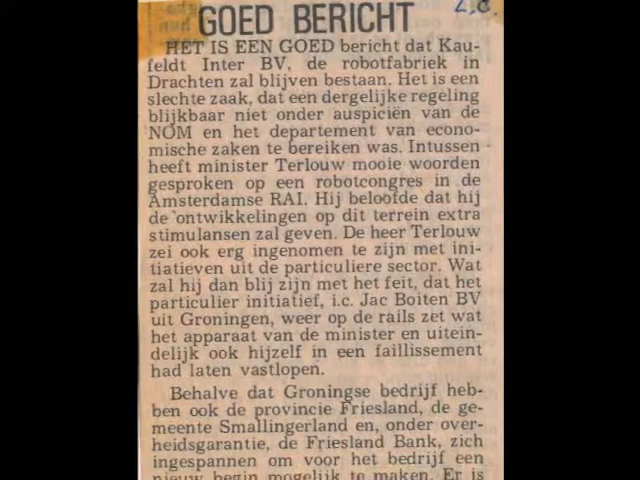 L.C.
GOED BERICHT
HET IS EEN GOED bericht dat Kau-
feldt Inter BV, de robotfabriek in
Drachten zal blijven bestaan. Het is een
slechte zaak, dat een dergelijke regeling
blijkbaar niet onder auspiciën van de
NOM en het departement van econo-
mische zaken te bereiken was. Intussen
heeft minister Terlouw mooie woorden
gesproken op een robotcongres in de
Amsterdamse RAI. Hij beloofde dat hij
de ontwikkelingen op dit terrein extra
stimulansen zal geven. De heer Terlouw
zei ook erg ingenomen te zijn met ini-
tiatieven uit de particuliere sector. Wat
zal hij dan blij zijn met het feit, dat het
particulier initiatief, i.c. Jac Boiten BV
uit Groningen, weer op de rails zet wat
het apparaat van de minister en uitein-
delijk ook hijzelf in een faillissement
had laten vastlopen.
Behalve dat Groningse bedrijf heb-
ben ook de provincie Friesland, de ge-
meente Smallingerland en, onder over-
heidsgarantie, de Friesland Bank, zich
ingespannen om voor het bedrijf een
nieuw begin mogelijk te maken. Er is